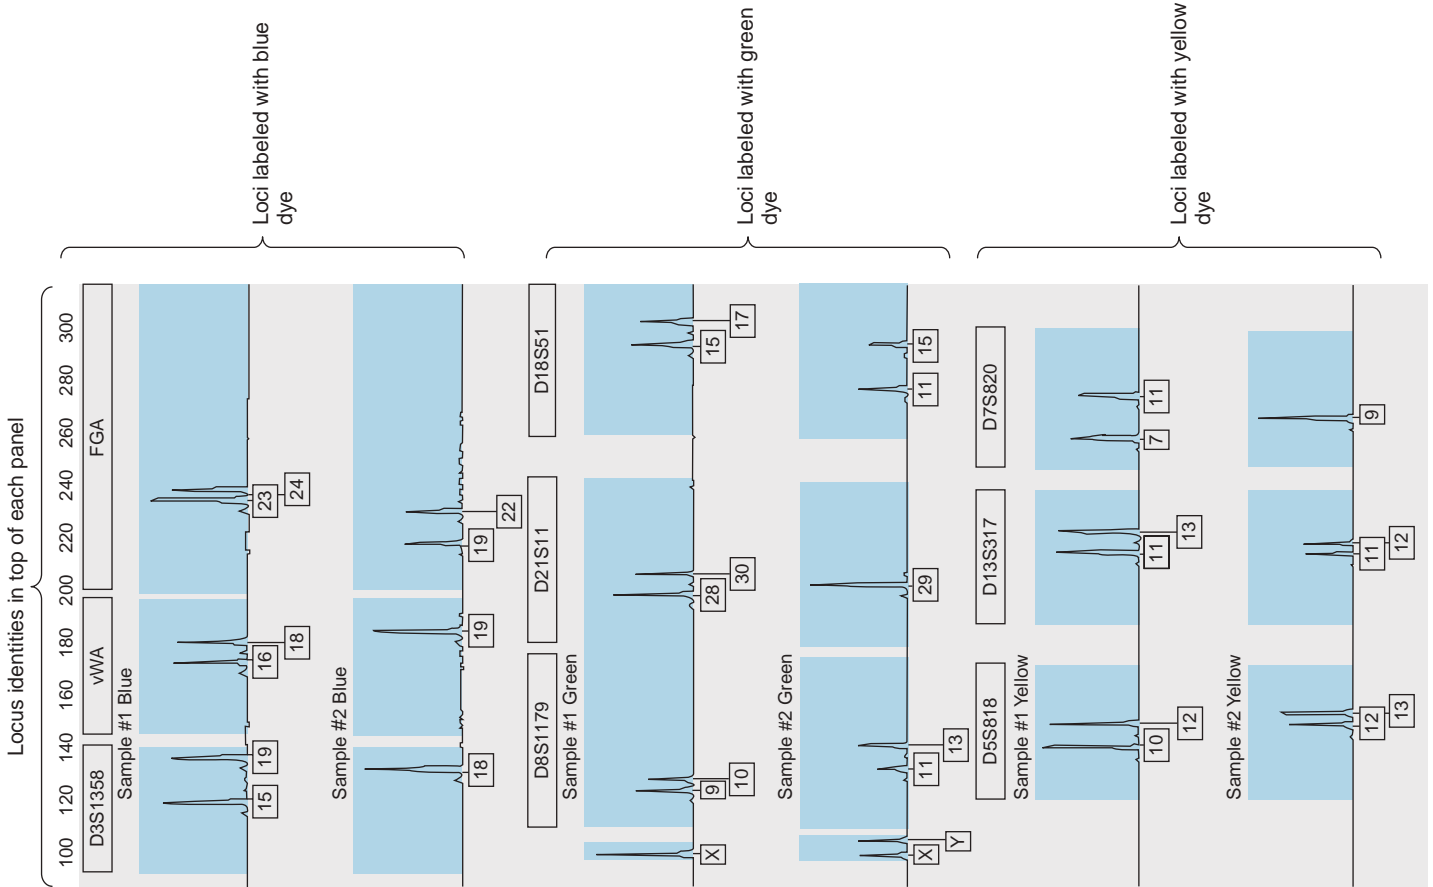 Locus identities in top of each panel
100 120 140 160 180 200 220 240 260 280 300
D3S1358 vWA FGA
Sample #1 Blue
15 19 16 18 23 24
Sample #2 Blue
18 19 19 22
Loci labeled with blue
dye
D8S1179 D21S11 D18S51
Sample #1 Green
X 9 10 28 30 15 17
Sample #2 Green
X Y 11 13 29 11 15
Loci labeled with green
dye
D5S818 D13S317 D7S820
Sample #1 Yellow
10 12 11 13 7 11
Sample #2 Yellow
12 13 11 12 9
Loci labeled with yellow
dye